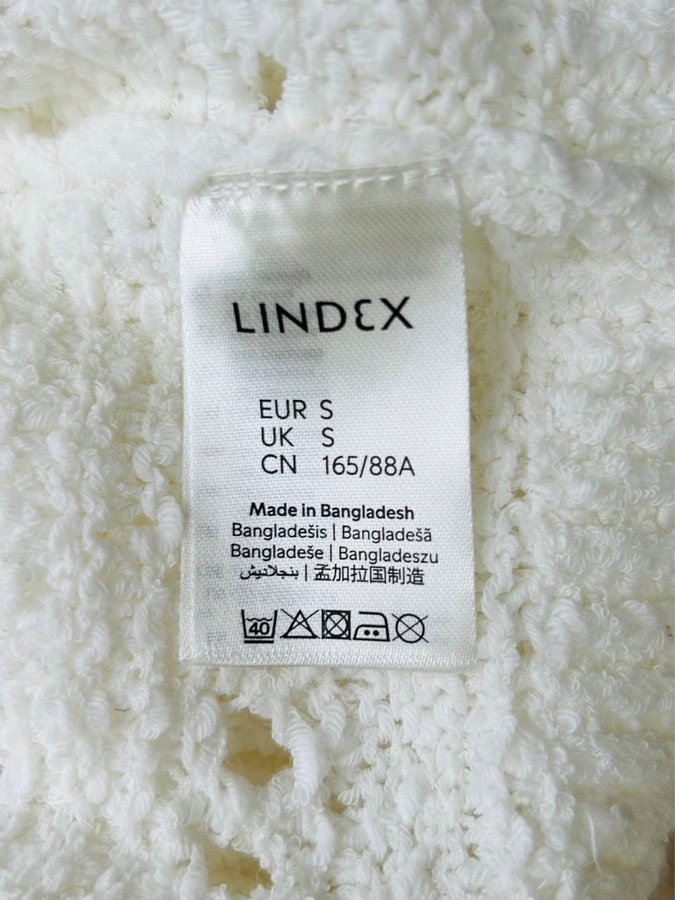 LINDEX
EUR S
UK S
CN 165/88A
Made in Bangladesh
Bangladešis | Bangladešā
Bangladeše | Bangladeszu
بنجلاديش | 孟加拉国制造
40